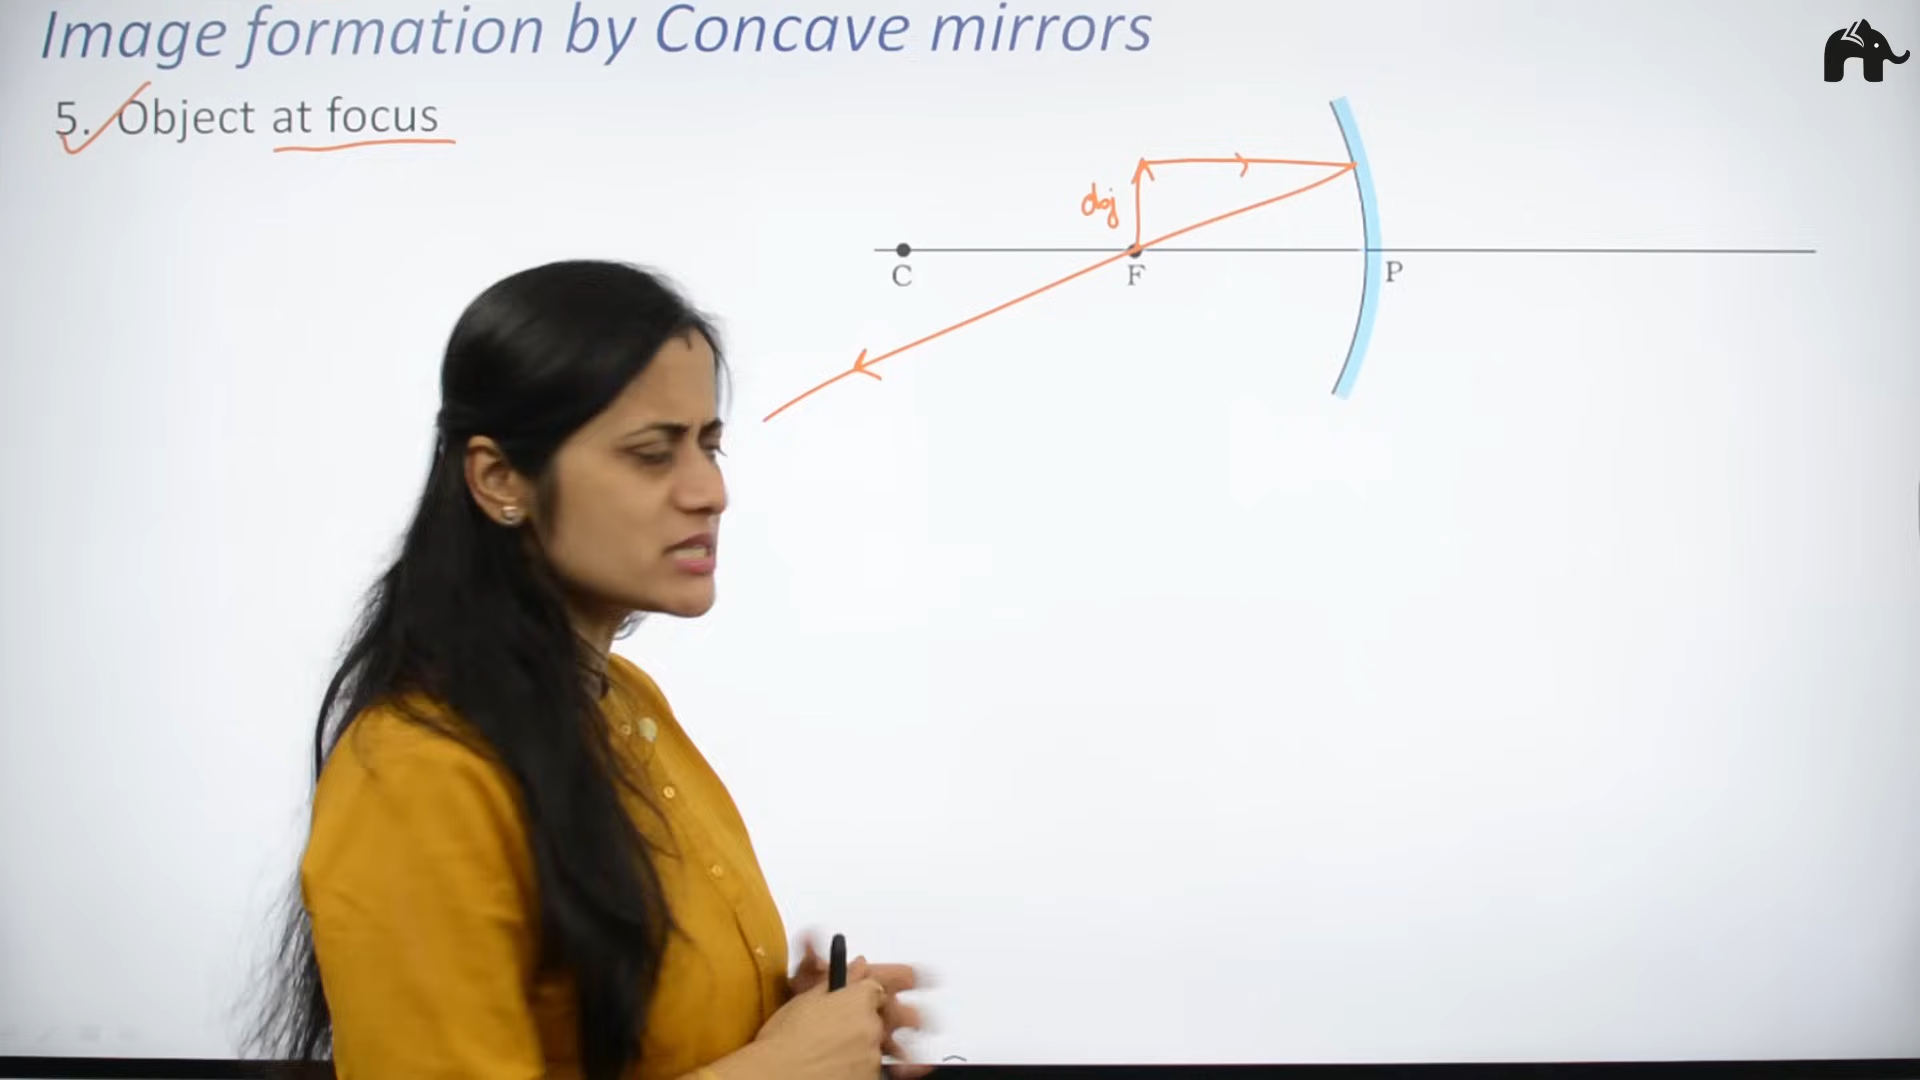 Image formation by Concave mirrors
5. Object at focus
obj
C
F
P